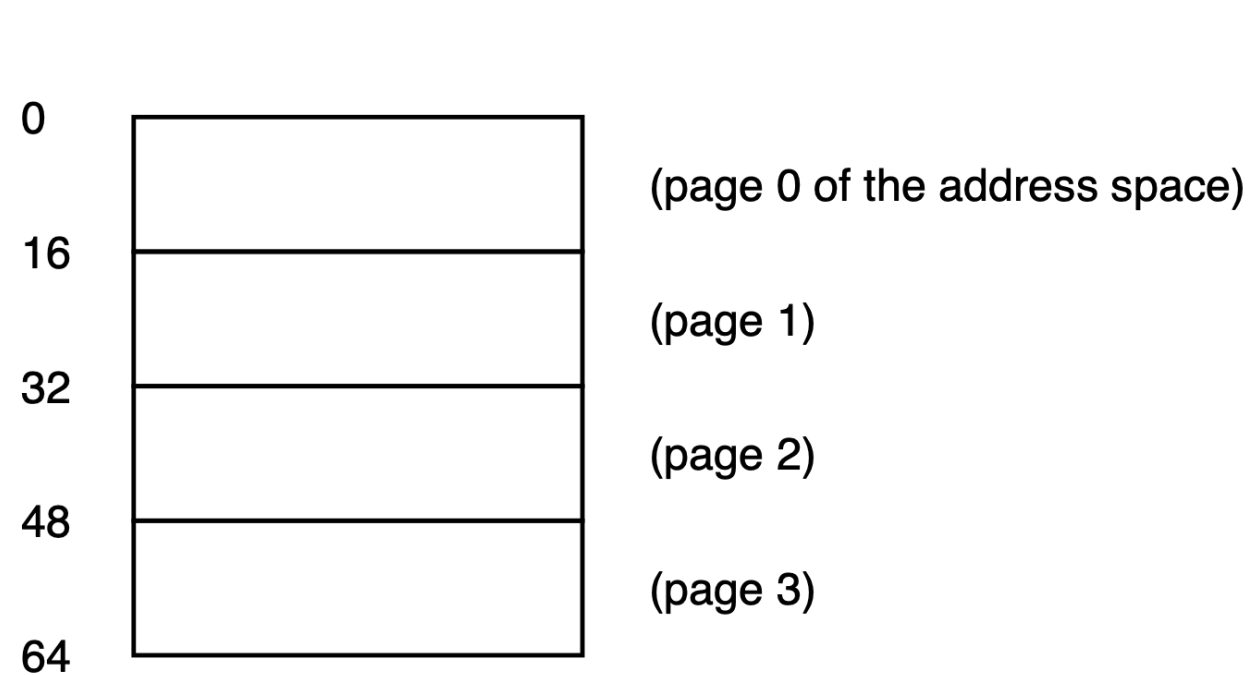 0
(page 0 of the address space)
16
(page 1)
32
(page 2)
48
(page 3)
64